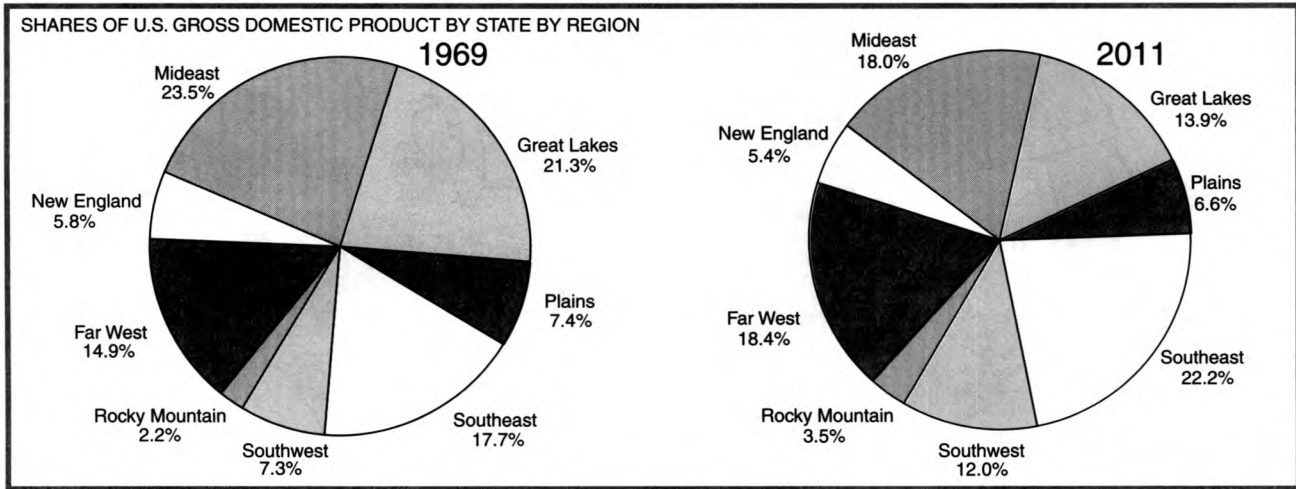 SHARES OF U.S. GROSS DOMESTIC PRODUCT BY STATE BY REGION
1969
Mideast
23.5%
Great Lakes
21.3%
New England
5.8%
Plains
7.4%
Far West
14.9%
Rocky Mountain
2.2%
Southwest
7.3%
Southeast
17.7%
2011
Mideast
18.0%
Great Lakes
13.9%
New England
5.4%
Plains
6.6%
Far West
18.4%
Southeast
22.2%
Rocky Mountain
3.5%
Southwest
12.0%